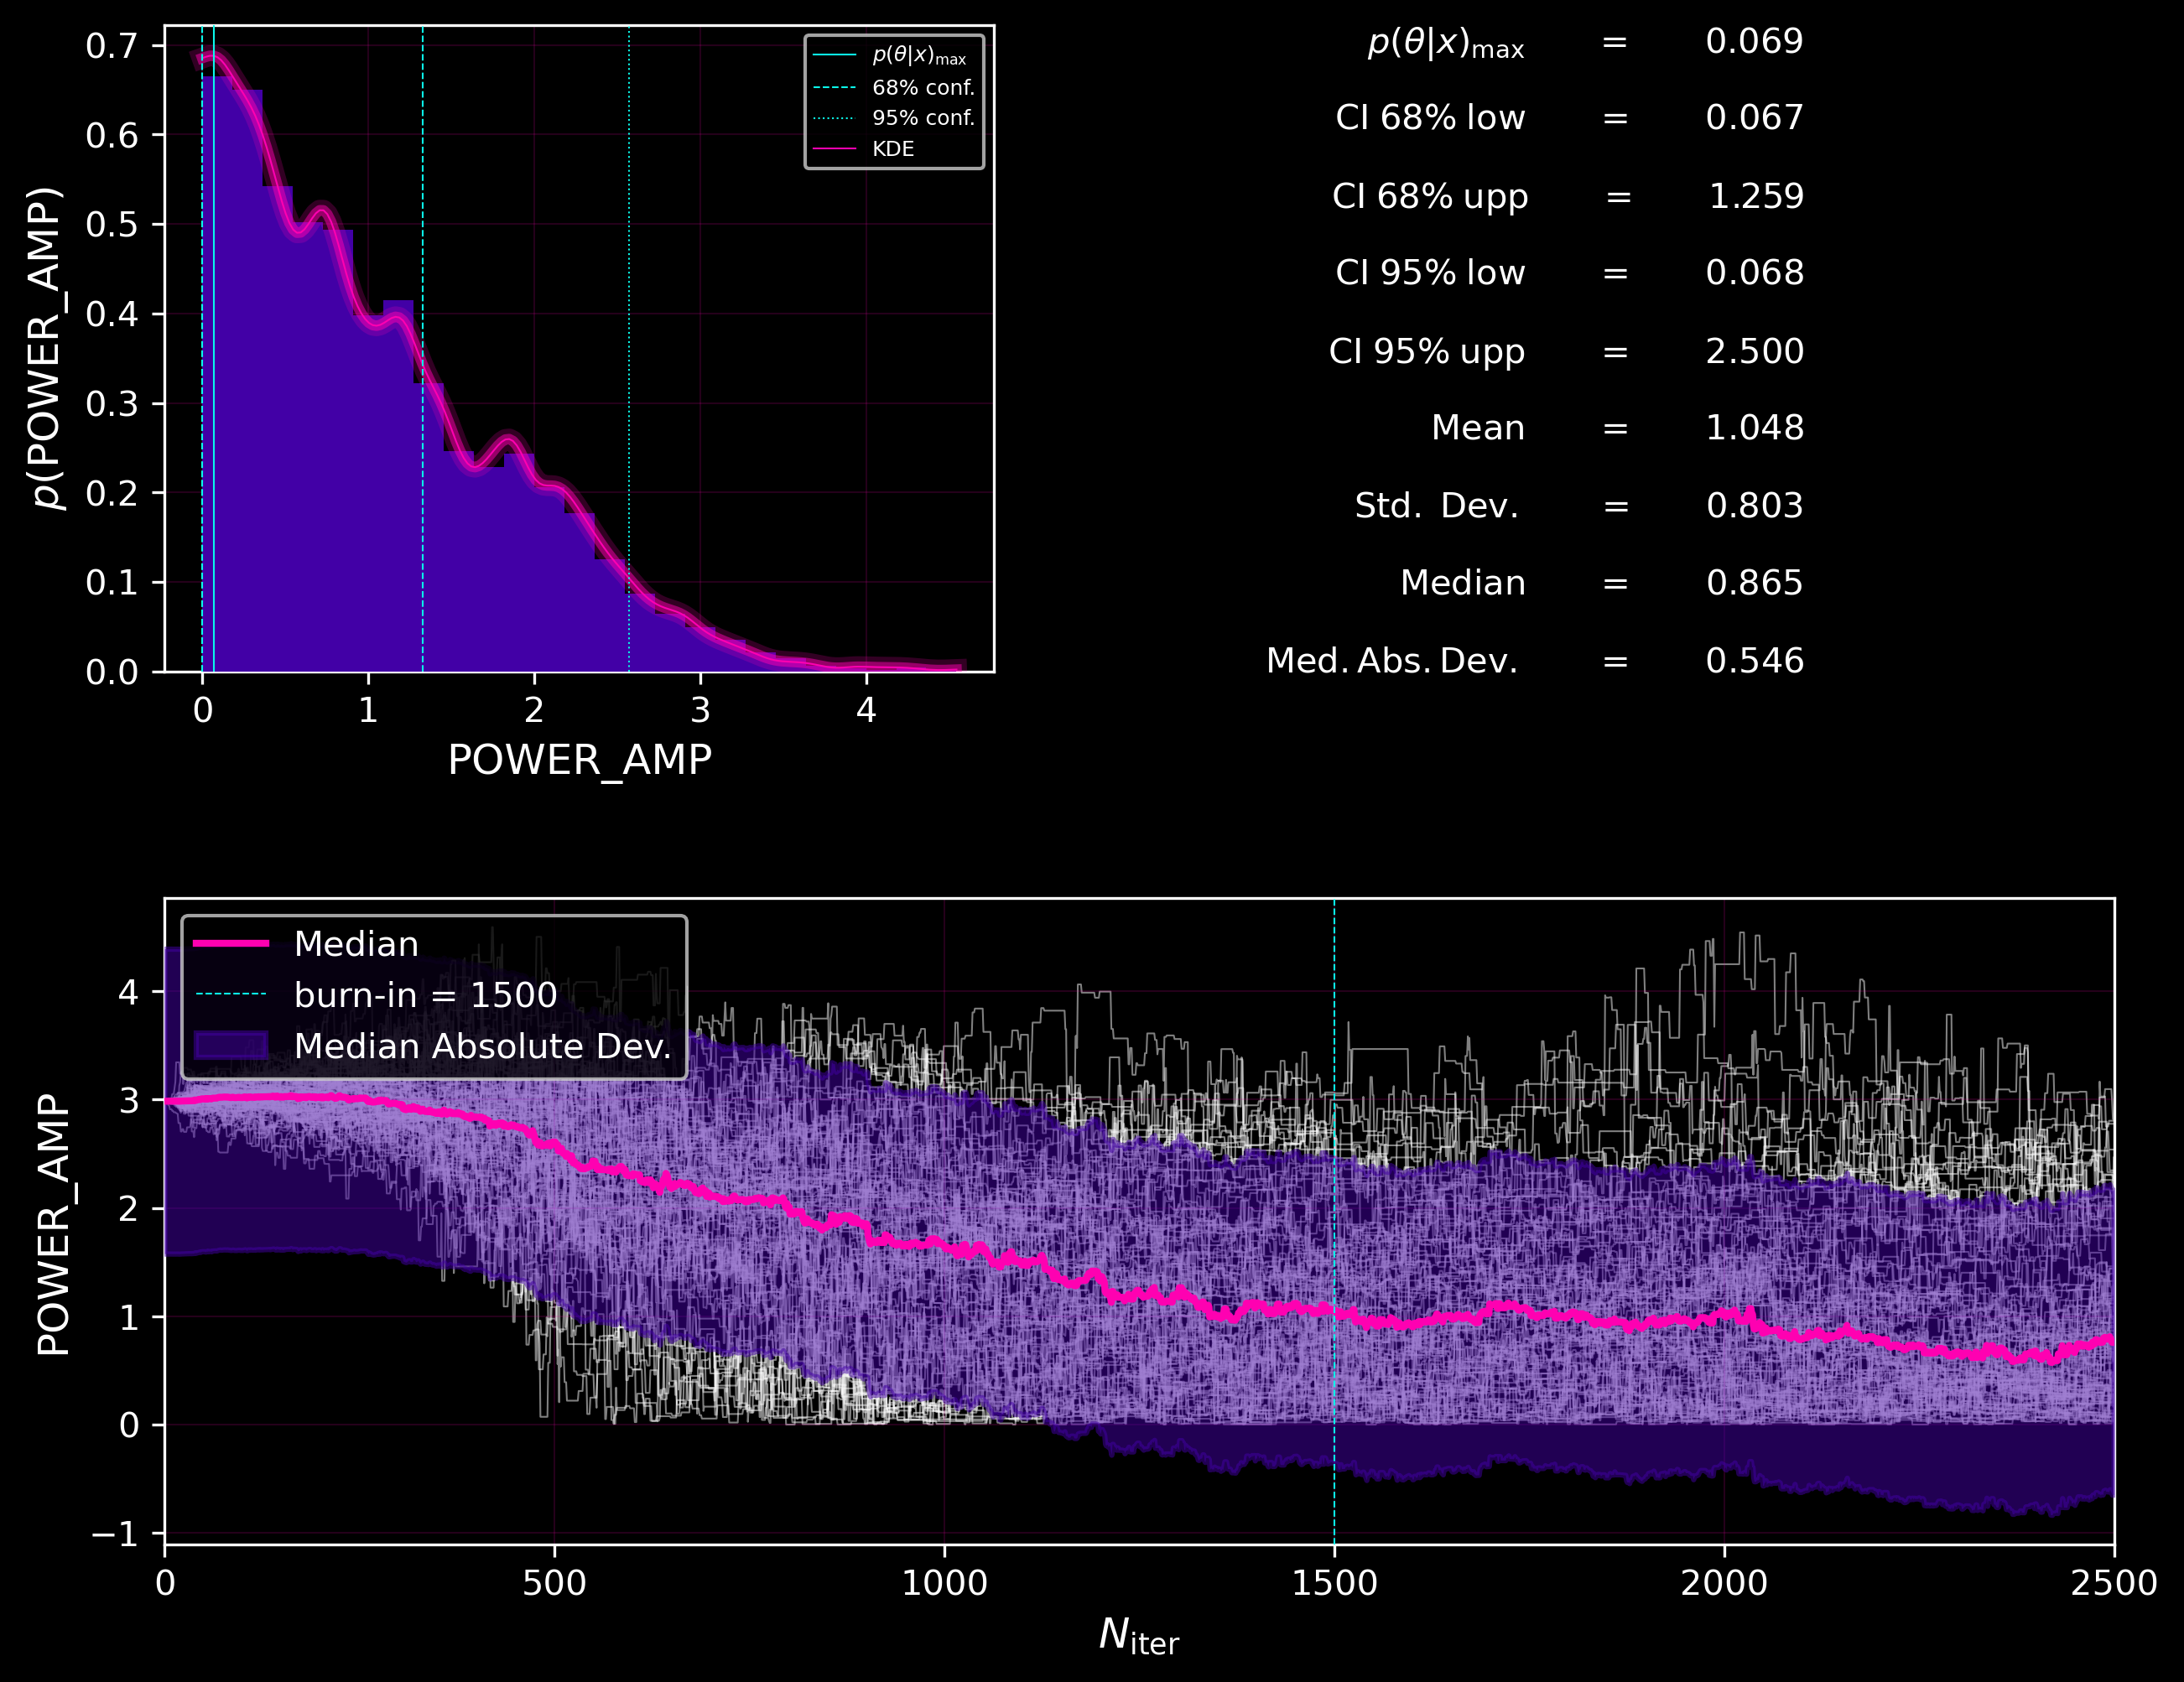 p(POWER_AMP)
0.7
0.6
0.5
0.4
0.3
0.2
0.1
0.0
0 1 2 3 4
POWER_AMP
p(θ|x)max
68% conf.
95% conf.
KDE
p(θ|x)max = 0.069
CI 68% low = 0.067
CI 68% upp = 1.259
CI 95% low = 0.068
CI 95% upp = 2.500
Mean = 1.048
Std. Dev. = 0.803
Median = 0.865
Med. Abs. Dev. = 0.546
POWER_AMP
4
3
2
1
0
−1
Median
burn-in = 1500
Median Absolute Dev.
0 500 1000 1500 2000 2500
Niter